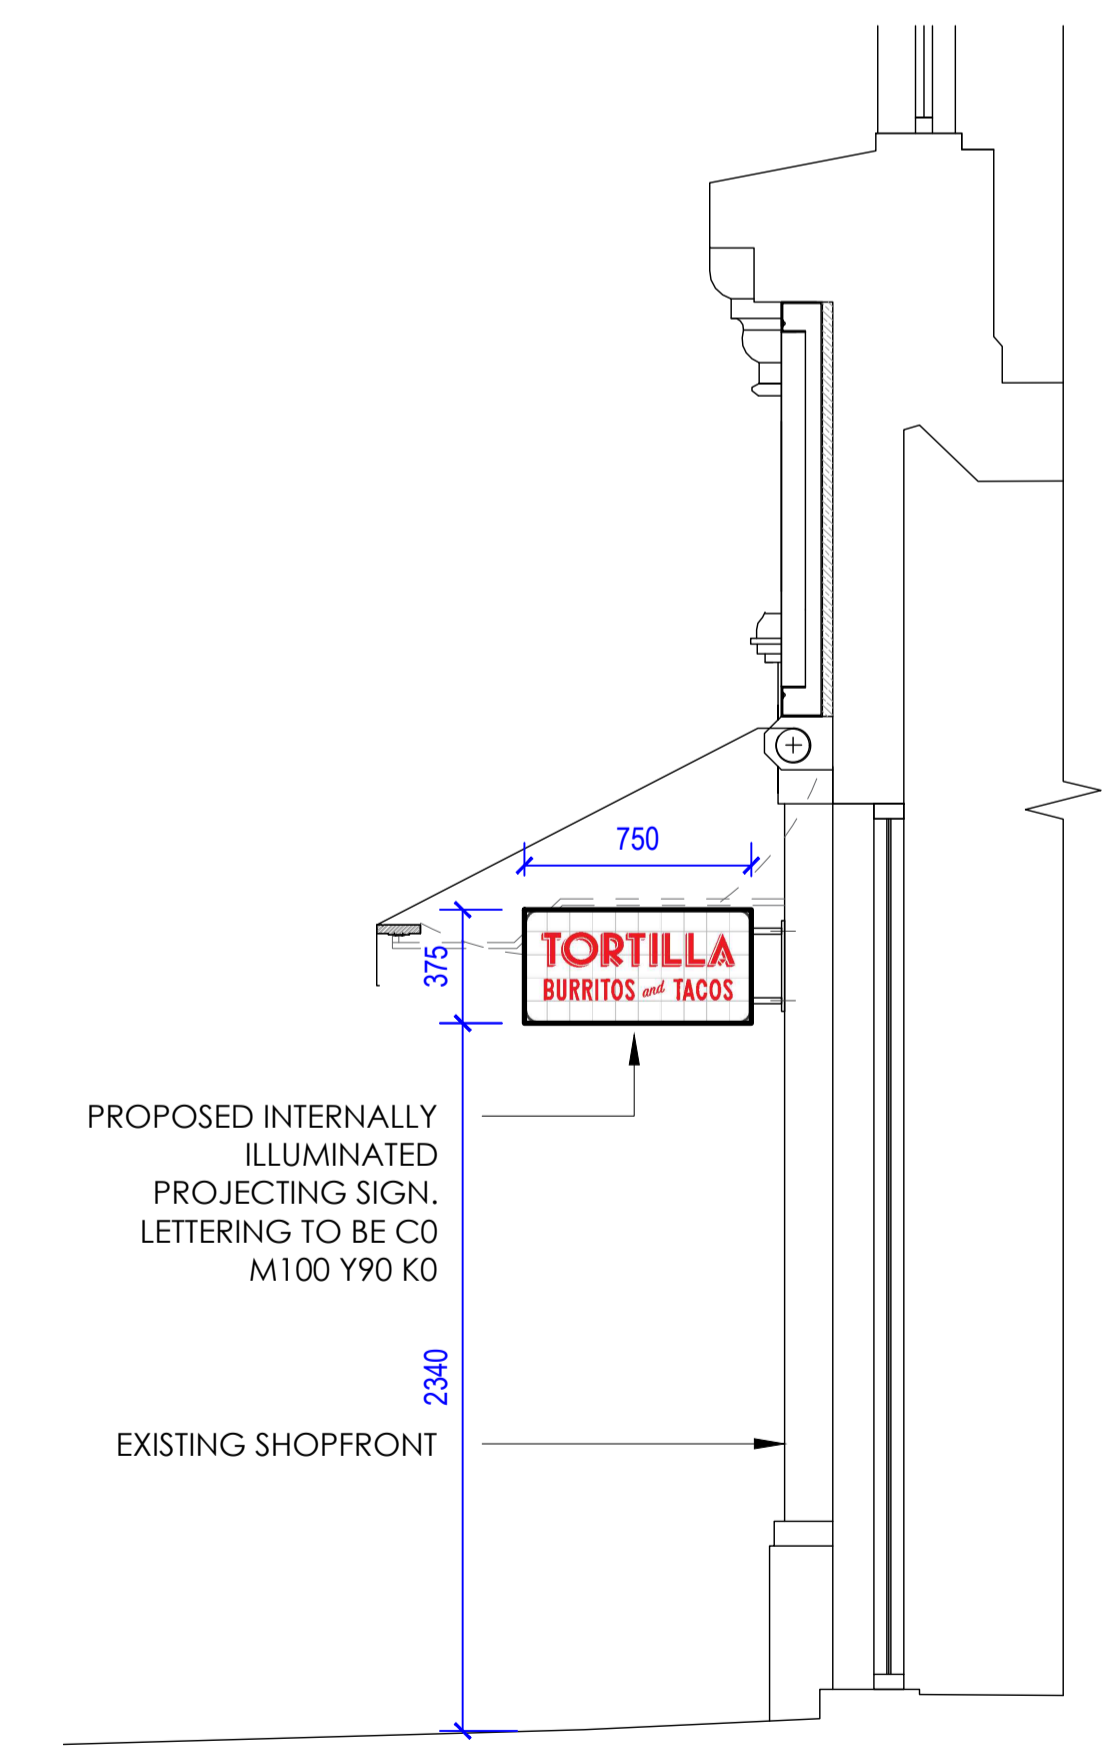 750
375
TORTILLA
BURRITOS and TACOS
PROPOSED INTERNALLY
ILLUMINATED
PROJECTING SIGN.
LETTERING TO BE C0
M100 Y90 K0
2340
EXISTING SHOPFRONT